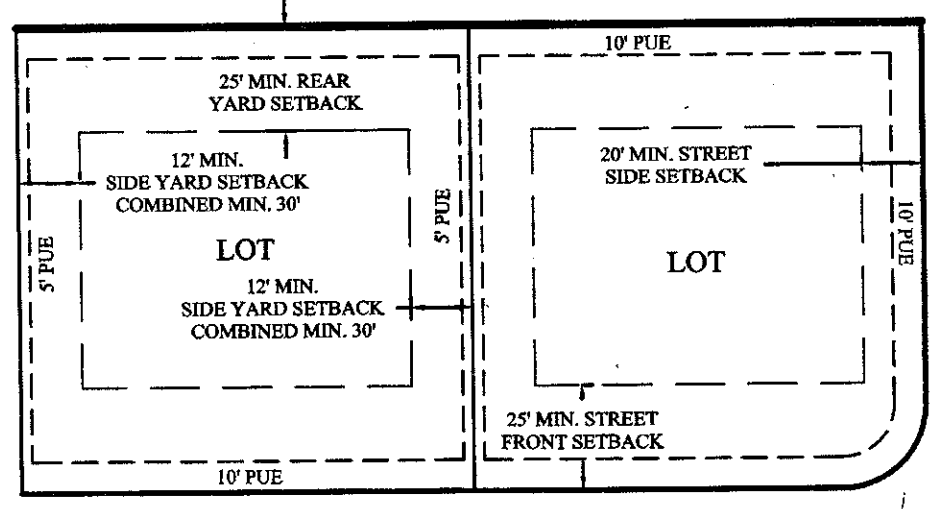 10' PUE
25' MIN. REAR
YARD SETBACK
12' MIN.
SIDE YARD SETBACK
COMBINED MIN. 30'
20' MIN. STREET
SIDE SETBACK
5' PUE
10' PUE
5' PUE
LOT
LOT
12' MIN.
SIDE YARD SETBACK
COMBINED MIN. 30'
25' MIN. STREET
FRONT SETBACK
10' PUE